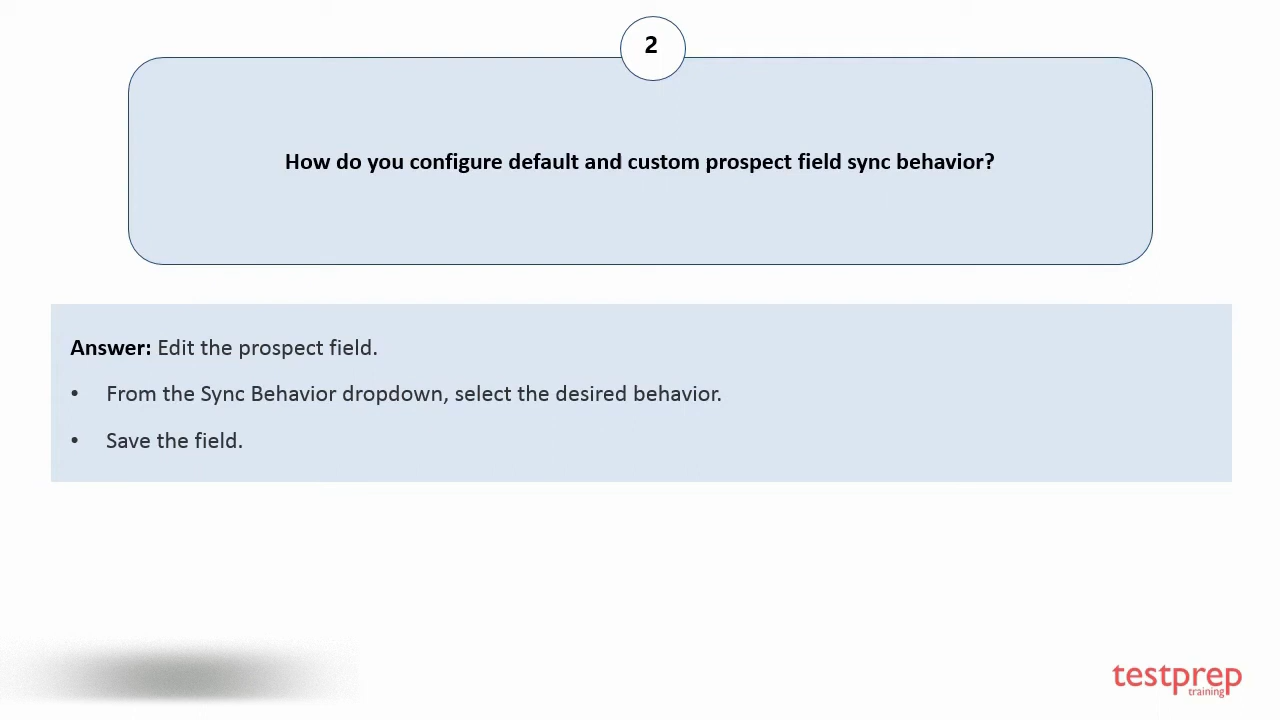 2
How do you configure default and custom prospect field sync behavior?
Answer: Edit the prospect field.
• From the Sync Behavior dropdown, select the desired behavior.
• Save the field.
testprep
training